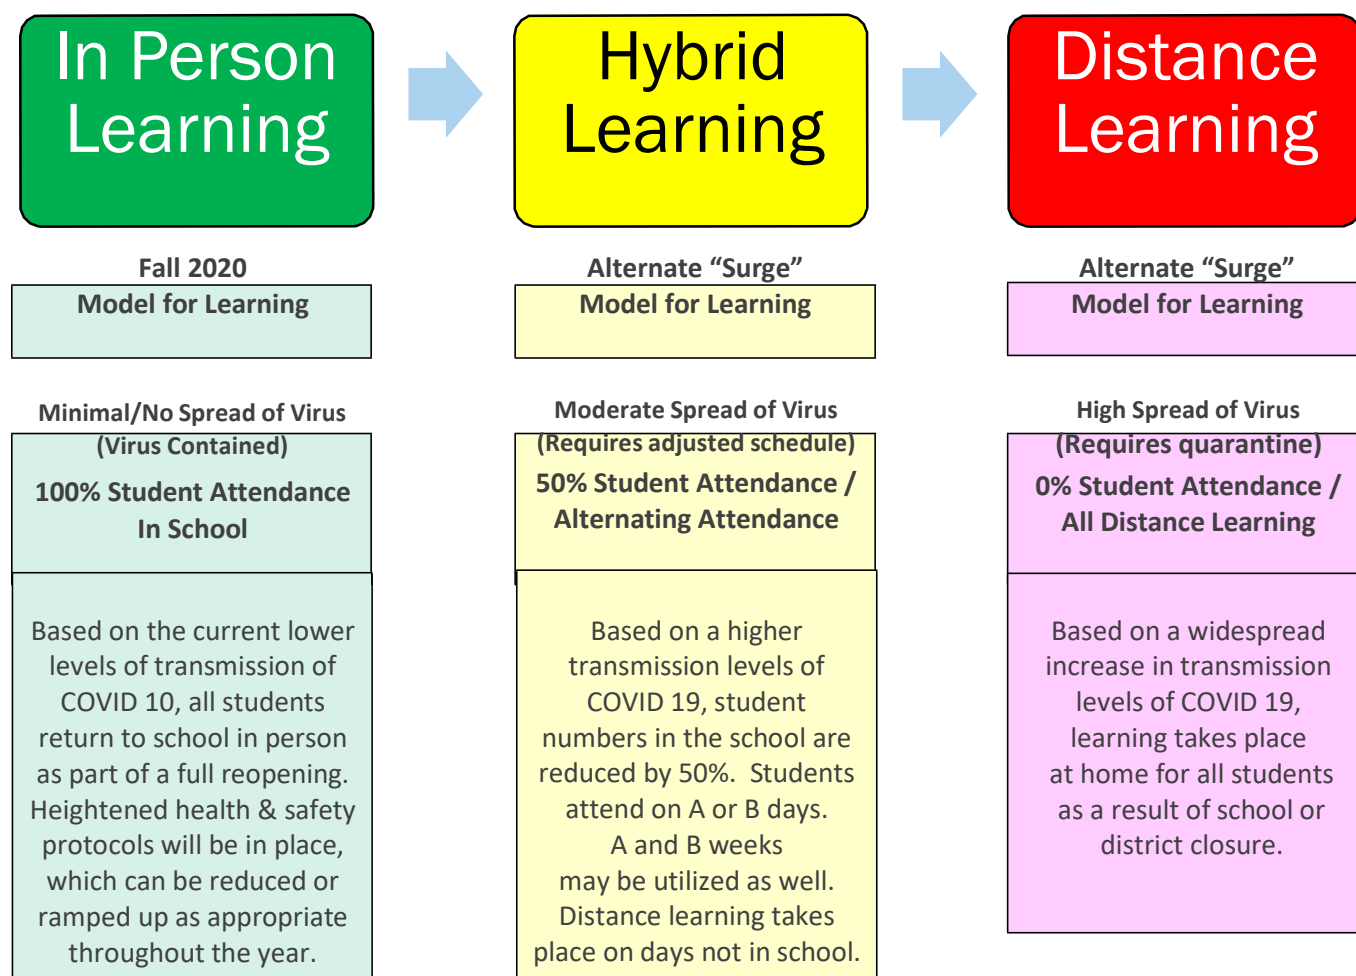 In Person
Learning
Fall 2020
Model for Learning
Minimal/No Spread of Virus
(Virus Contained)
100% Student Attendance
In School
Based on the current lower
levels of transmission of
COVID 10, all students
return to school in person
as part of a full reopening.
Heightened health & safety
protocols will be in place,
which can be reduced or
ramped up as appropriate
throughout the year.
Hybrid
Learning
Alternate “Surge”
Model for Learning
Moderate Spread of Virus
(Requires adjusted schedule)
50% Student Attendance /
Alternating Attendance
Based on a higher
transmission levels of
COVID 19, student
numbers in the school are
reduced by 50%.  Students
attend on A or B days.
A and B weeks
may be utilized as well.
Distance learning takes
place on days not in school.
Distance
Learning
Alternate “Surge”
Model for Learning
High Spread of Virus
(Requires quarantine)
0% Student Attendance /
All Distance Learning
Based on a widespread
increase in transmission
levels of COVID 19,
learning takes place
at home for all students
as a result of school or
district closure.